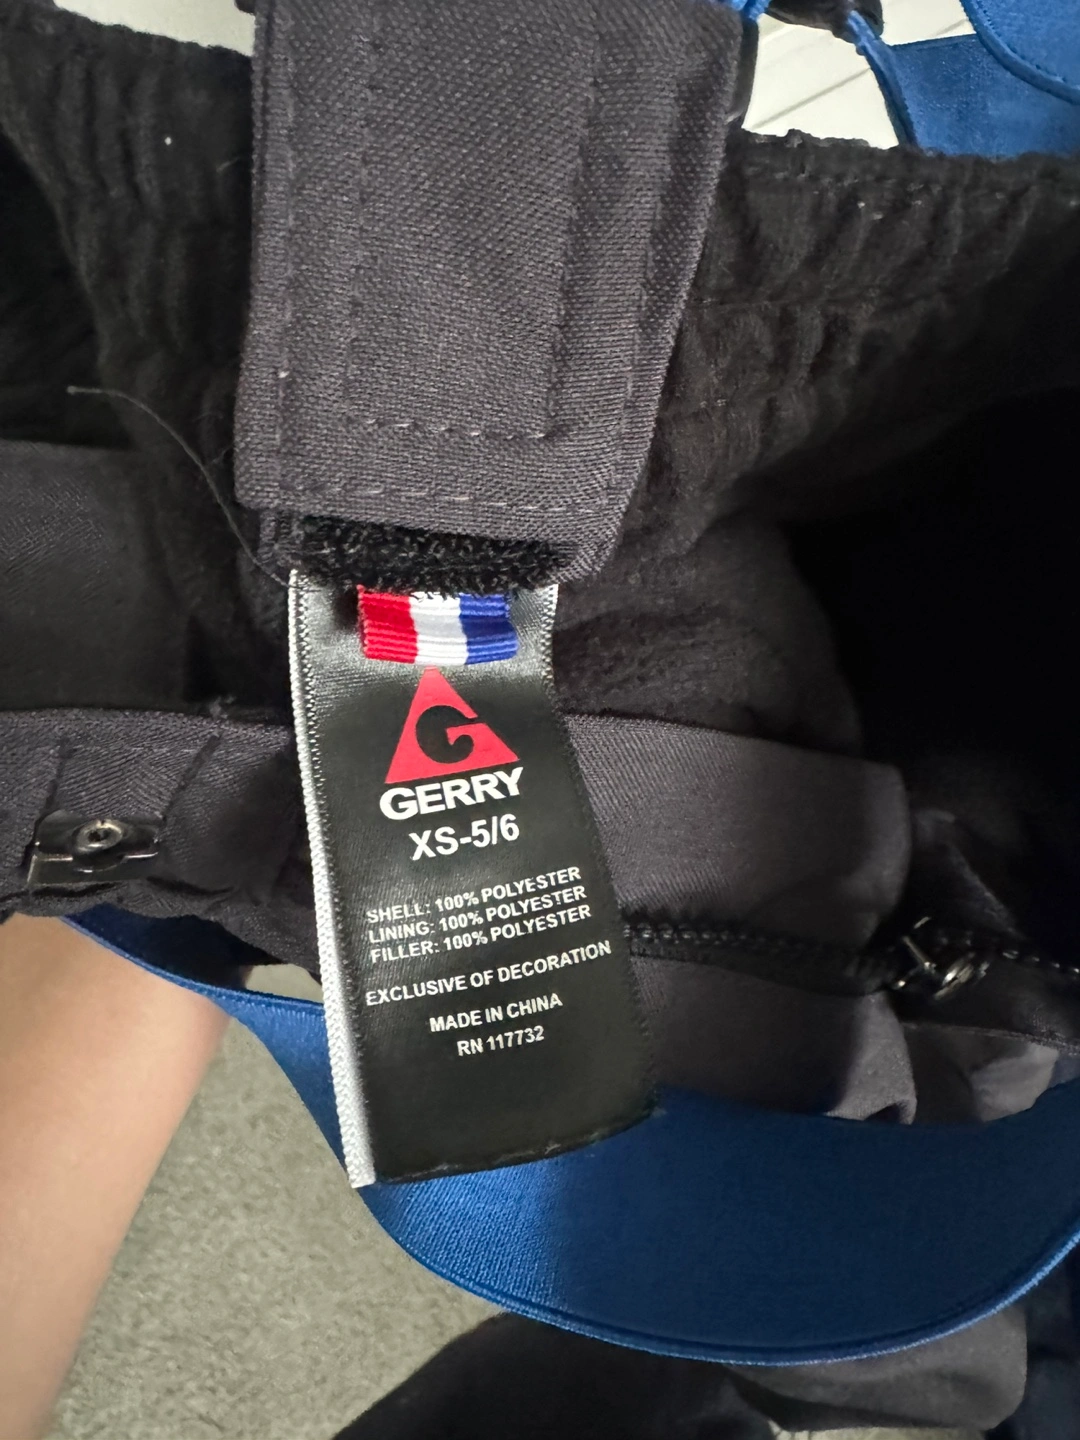 GERRY
XS-5/6
SHELL: 100% POLYESTER
LINING: 100% POLYESTER
FILLER: 100% POLYESTER
EXCLUSIVE OF DECORATION
MADE IN CHINA
RN 117732